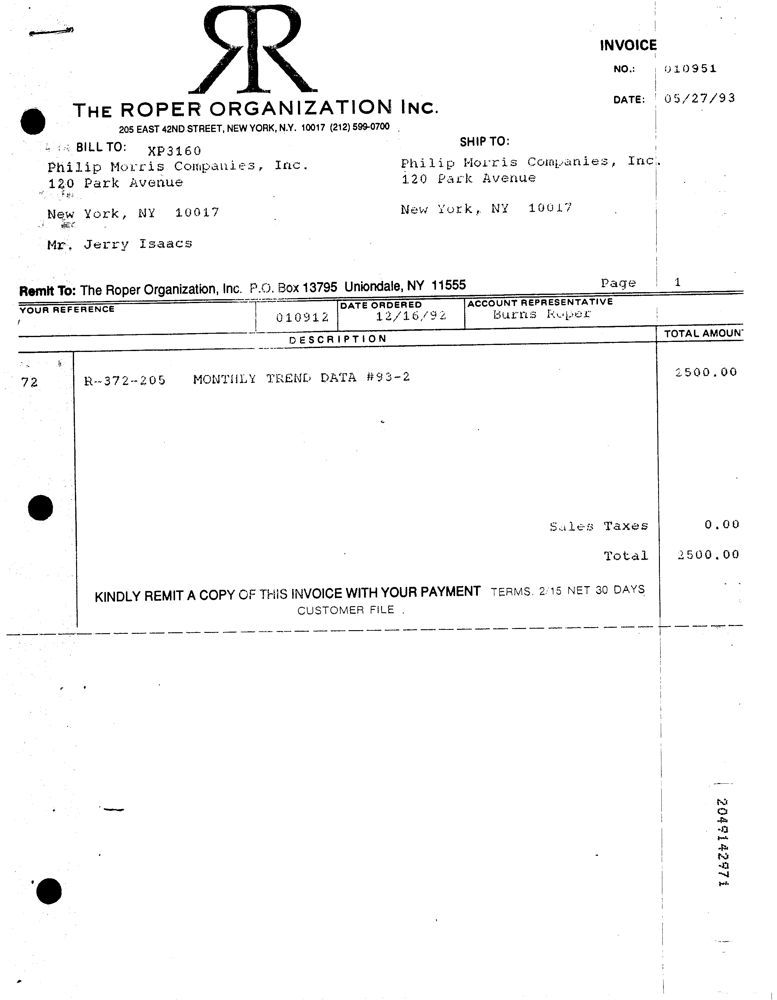 RR
INVOICE
NO.: 010951
DATE: 05/27/93
THE ROPER ORGANIZATION INC.
205 EAST 42ND STREET, NEW YORK, N.Y. 10017 (212) 599-0700
BILL TO: XP3160
Philip Morris Companies, Inc.
120 Park Avenue
New York, NY 10017
Mr. Jerry Isaacs
SHIP TO:
Philip Morris Companies, Inc.
120 Park Avenue
New York, NY 10017
Remit To: The Roper Organization, Inc. P.O. Box 13795 Uniondale, NY 11555
Page 1
YOUR REFERENCE
010912
DATE ORDERED
12/16/92
ACCOUNT REPRESENTATIVE
Burns Roper
DESCRIPTION
TOTAL AMOUN
72 R-372-205 MONTHLY TREND DATA #93-2 2500.00
Sales Taxes 0.00
Total 2500.00
KINDLY REMIT A COPY OF THIS INVOICE WITH YOUR PAYMENT TERMS. 2/15 NET 30 DAYS
CUSTOMER FILE
2049142971